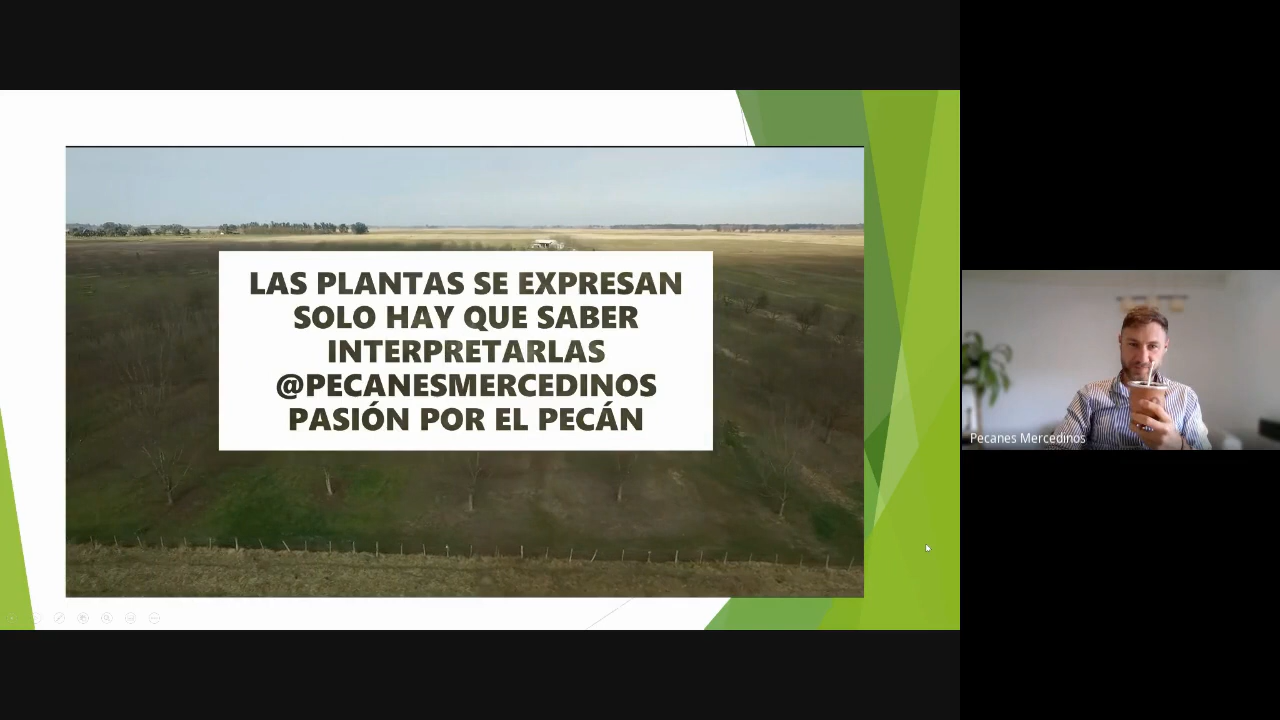 LAS PLANTAS SE EXPRESAN
SOLO HAY QUE SABER
INTERPRETARLAS
@PECANESMERCEDINOS
PASIÓN POR EL PECÁN
Pecanes Mercedinos